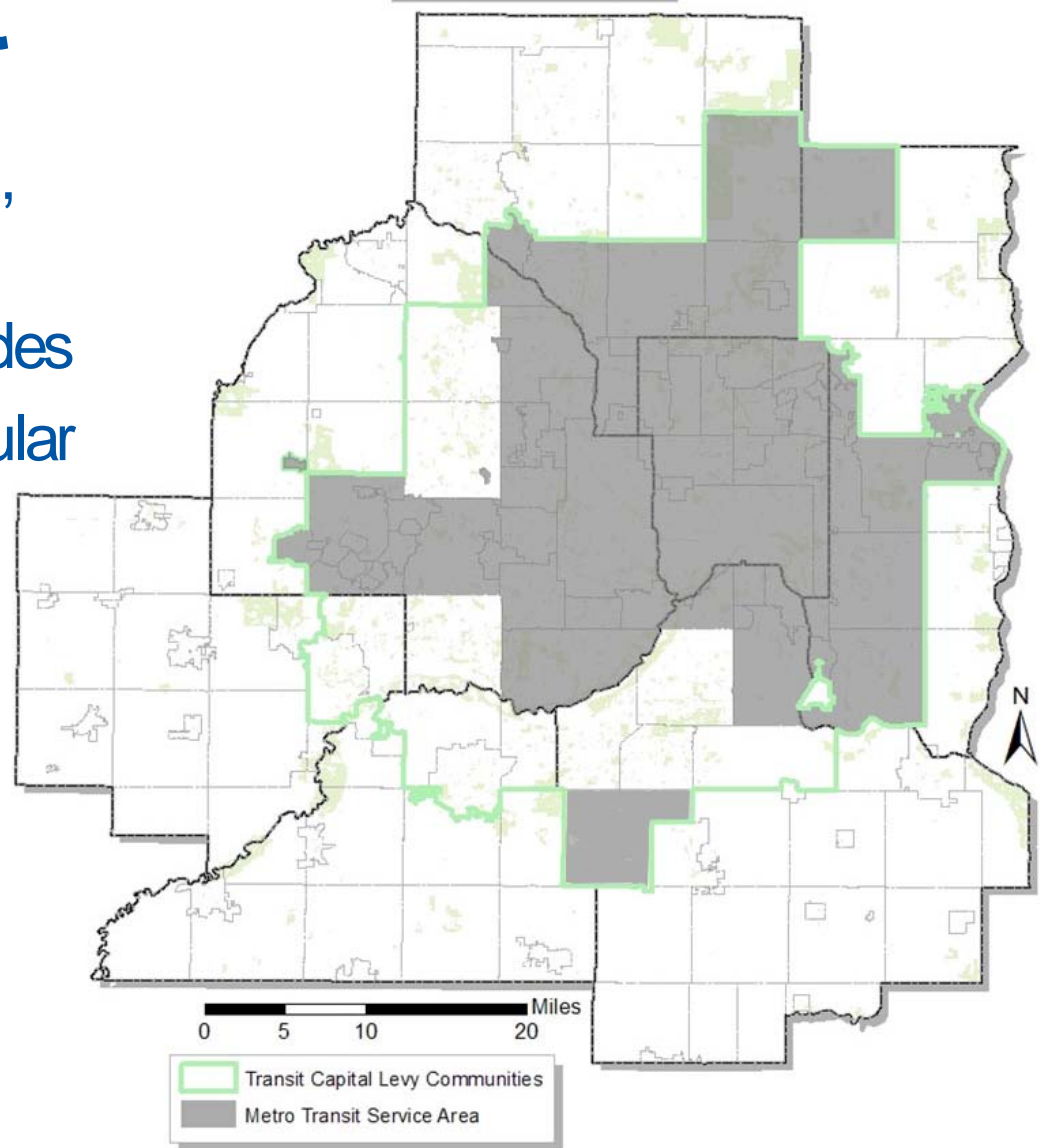 ,
des
ular
N
Miles
0 5 10 20
Transit Capital Levy Communities
Metro Transit Service Area